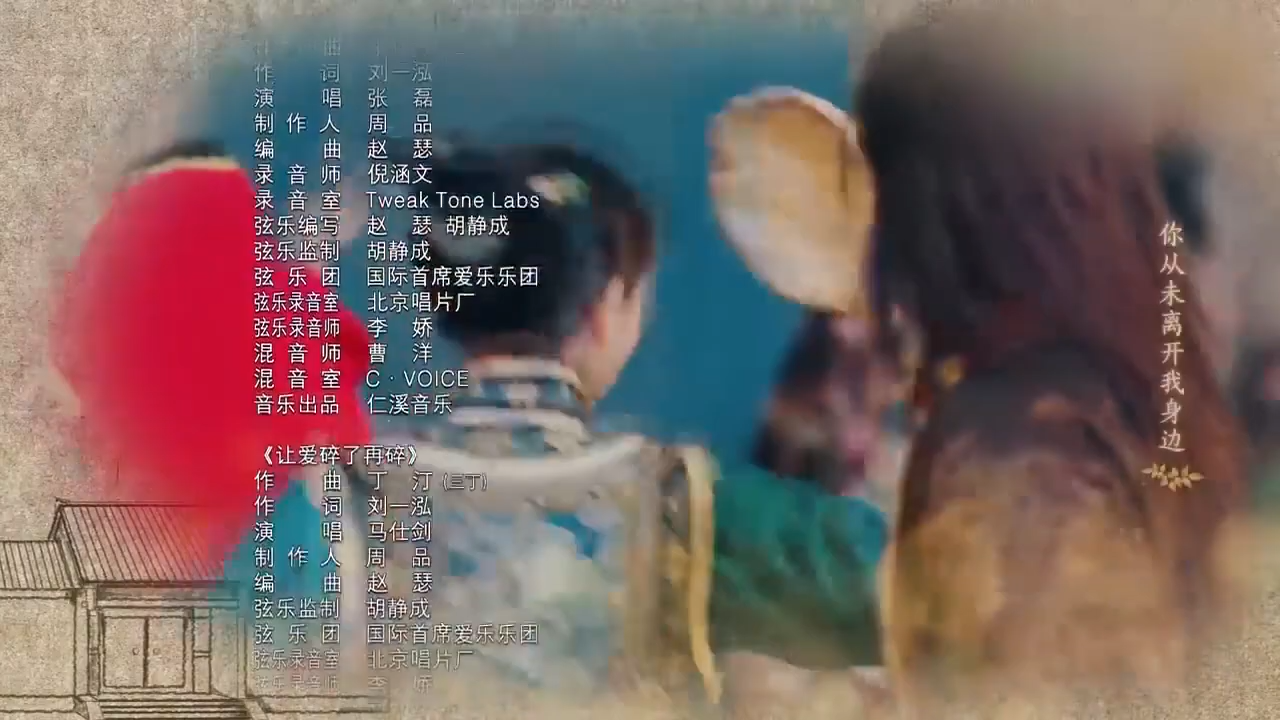 作 词 刘一泓
演 唱 张 磊
制 作 人 周 品
编 曲 赵 瑟
录 音 师 倪涵文
录 音 室 Tweak Tone Labs
弦乐编写 赵 瑟 胡静成
弦乐监制 胡静成
弦 乐 团 国际首席爱乐乐团
弦乐录音室 北京唱片厂
弦乐录音师 李 娇
混 音 师 曹 洋
混 音 室 C · VOICE
音乐出品 仁溪音乐
《让爱碎了再碎》
作 曲 丁 汀 (三丁)
作 词 刘一泓
演 唱 马仕剑
制 作 人 周 品
编 曲 赵 瑟
弦乐监制 胡静成
弦 乐 团 国际首席爱乐乐团
弦乐录音室 北京唱片厂
弦乐录音师 李 娇
你从未离开我身边